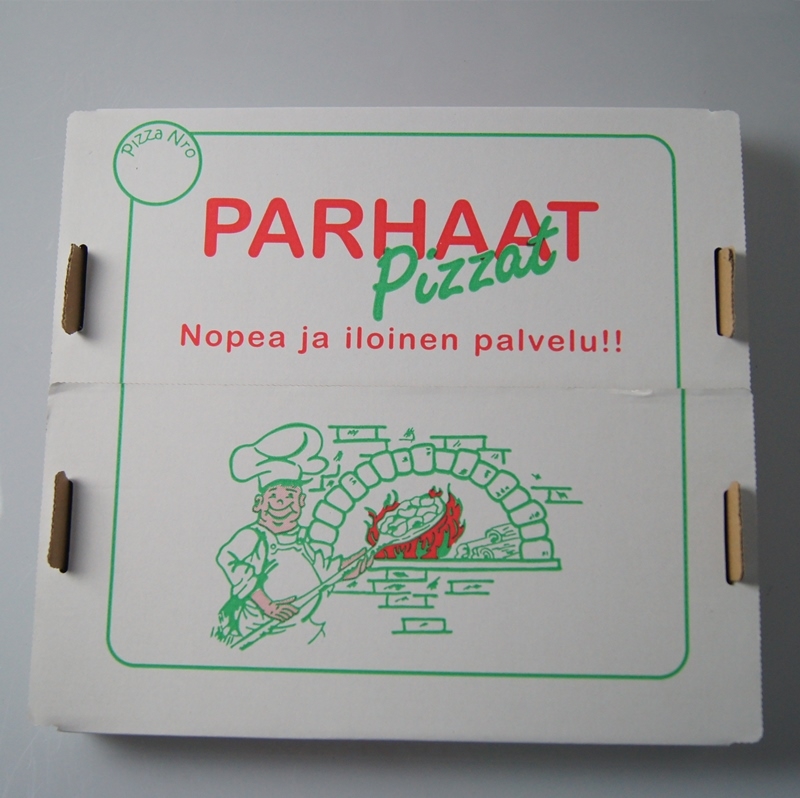 Pizza Nro
PARHAAT
Pizzat
Nopea ja iloinen palvelu!!